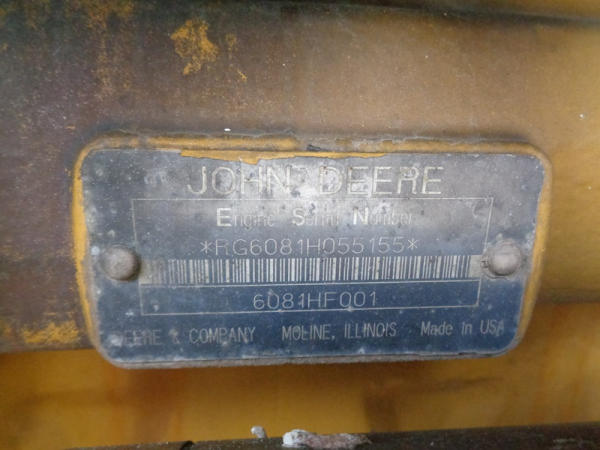 JOHN DEERE
Engine Serial Number
*RG6081H055155*
6081HF001
DEERE & COMPANY MOLINE, ILLINOIS Made in USA